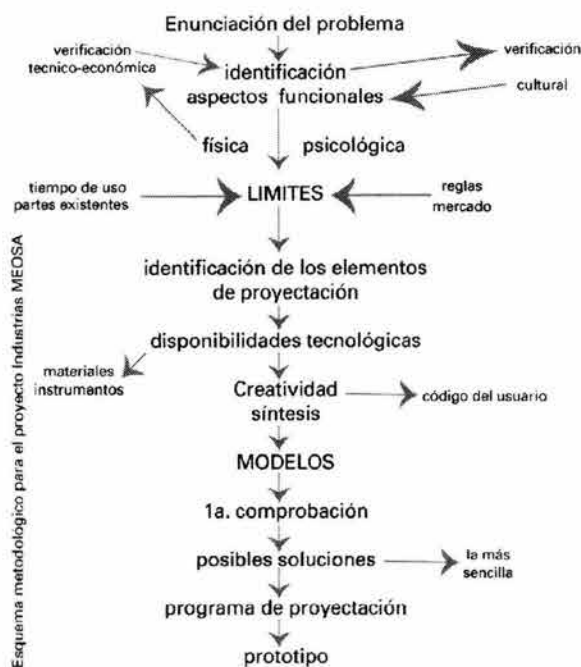 Enunciación del problema
verificación
tecnico-económica
verificación
identificación
aspectos funcionales
cultural
física
psicológica
tiempo de uso
partes existentes
LIMITES
reglas
mercado
identificación de los elementos
de proyectación
disponibilidades tecnológicas
materiales
instrumentos
Creatividad
síntesis
código del usuario
MODELOS
1a. comprobación
posibles soluciones
la más
sencilla
programa de proyectación
prototipo
Esquema metodológico para el proyecto Industrias MEOSA